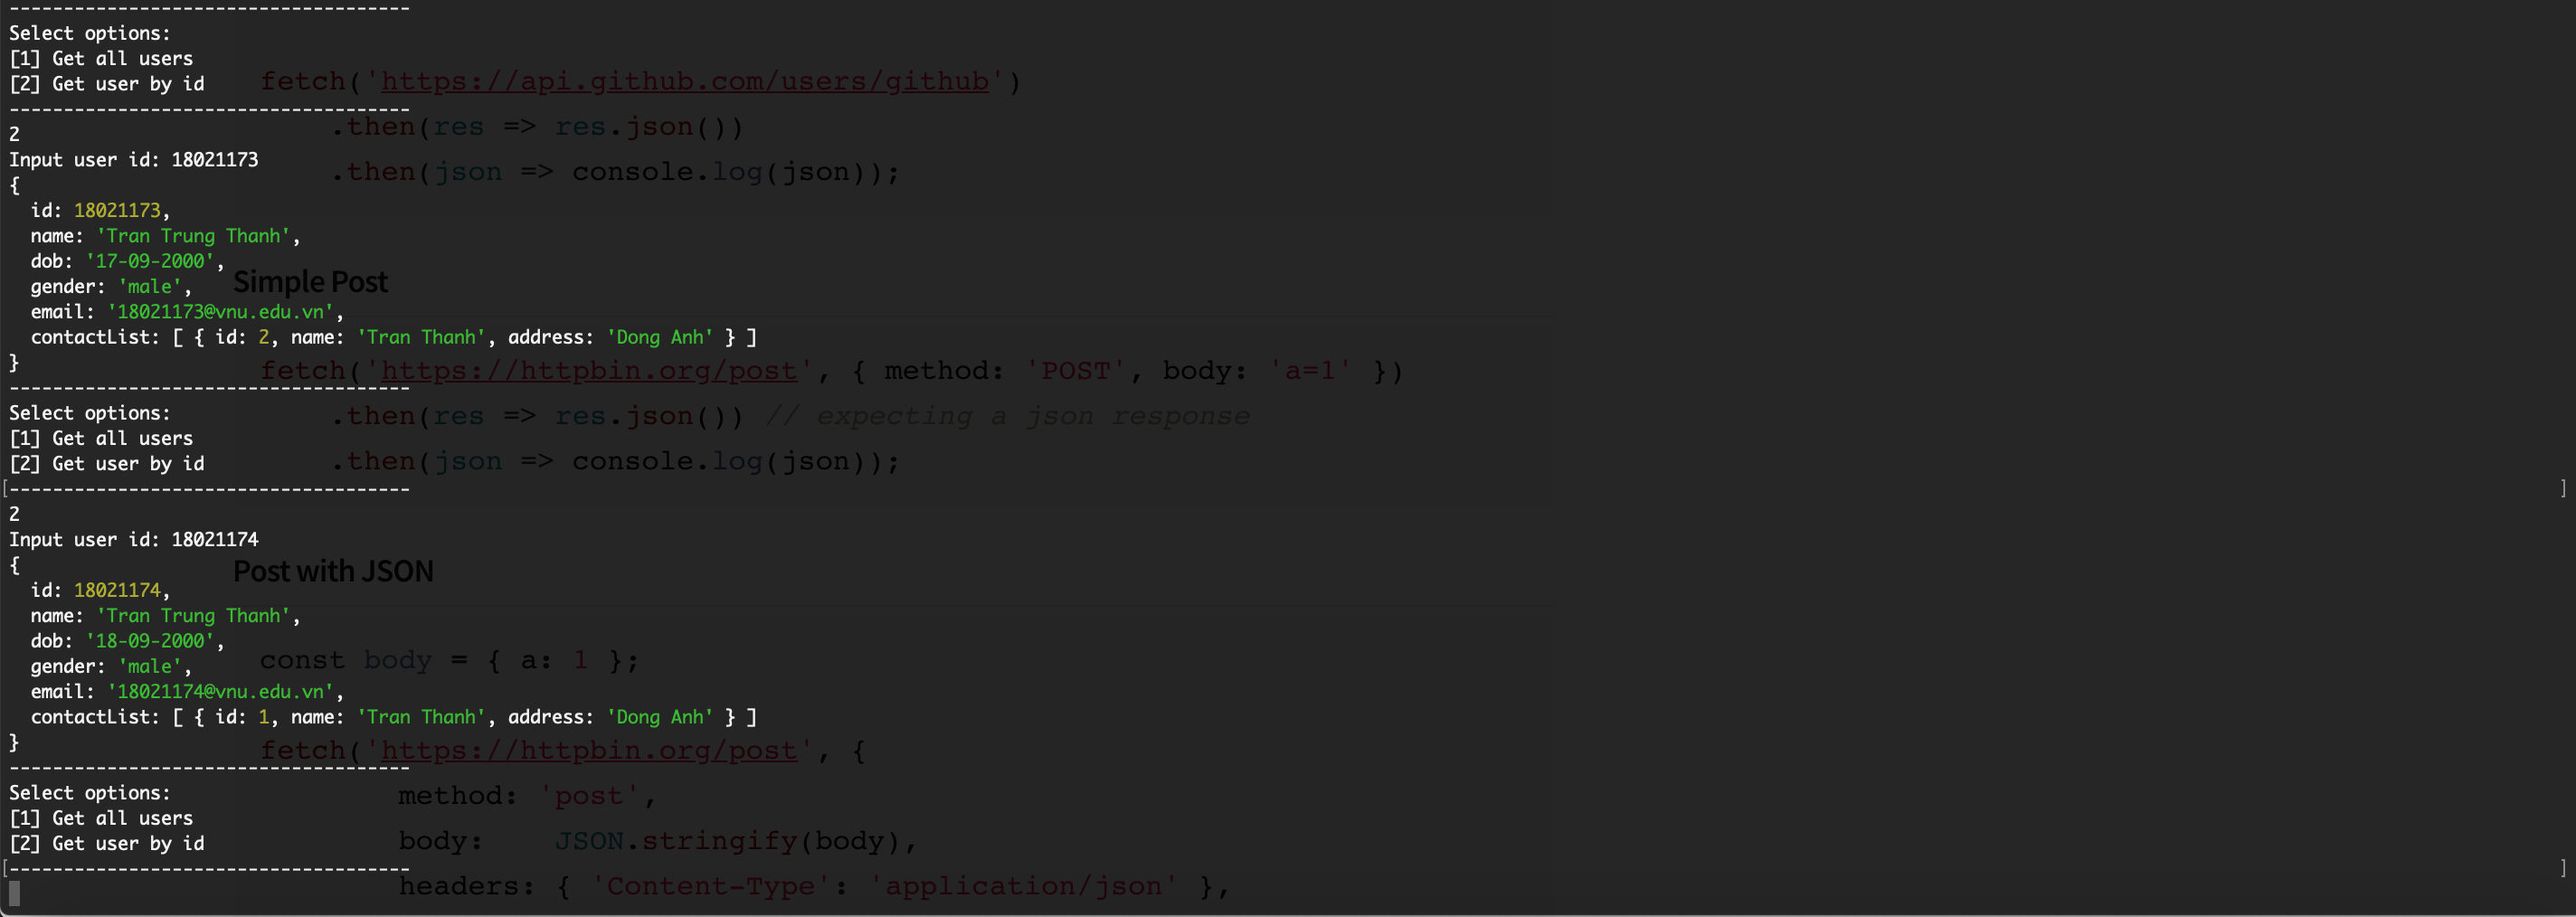 -------------------------------------
Select options:
[1] Get all users
[2] Get user by id
-------------------------------------
2
Input user id: 18021173
{
  id: 18021173,
  name: 'Tran Trung Thanh',
  dob: '17-09-2000',
  gender: 'male',
  email: '18021173@vnu.edu.vn',
  contactList: [ { id: 2, name: 'Tran Thanh', address: 'Dong Anh' } ]
}
-------------------------------------
Select options:
[1] Get all users
[2] Get user by id
[------------------------------------- ]
2
Input user id: 18021174
{
  id: 18021174,
  name: 'Tran Trung Thanh',
  dob: '18-09-2000',
  gender: 'male',
  email: '18021174@vnu.edu.vn',
  contactList: [ { id: 1, name: 'Tran Thanh', address: 'Dong Anh' } ]
}
-------------------------------------
Select options:
[1] Get all users
[2] Get user by id
[------------------------------------- ]
fetch('https://api.github.com/users/github')
    .then(res => res.json())
    .then(json => console.log(json));
Simple Post
fetch('https://httpbin.org/post', { method: 'POST', body: 'a=1' })
    .then(res => res.json()) // expecting a json response
    .then(json => console.log(json));
Post with JSON
const body = { a: 1 };
fetch('https://httpbin.org/post', {
        method: 'post',
        body:    JSON.stringify(body),
        headers: { 'Content-Type': 'application/json' },